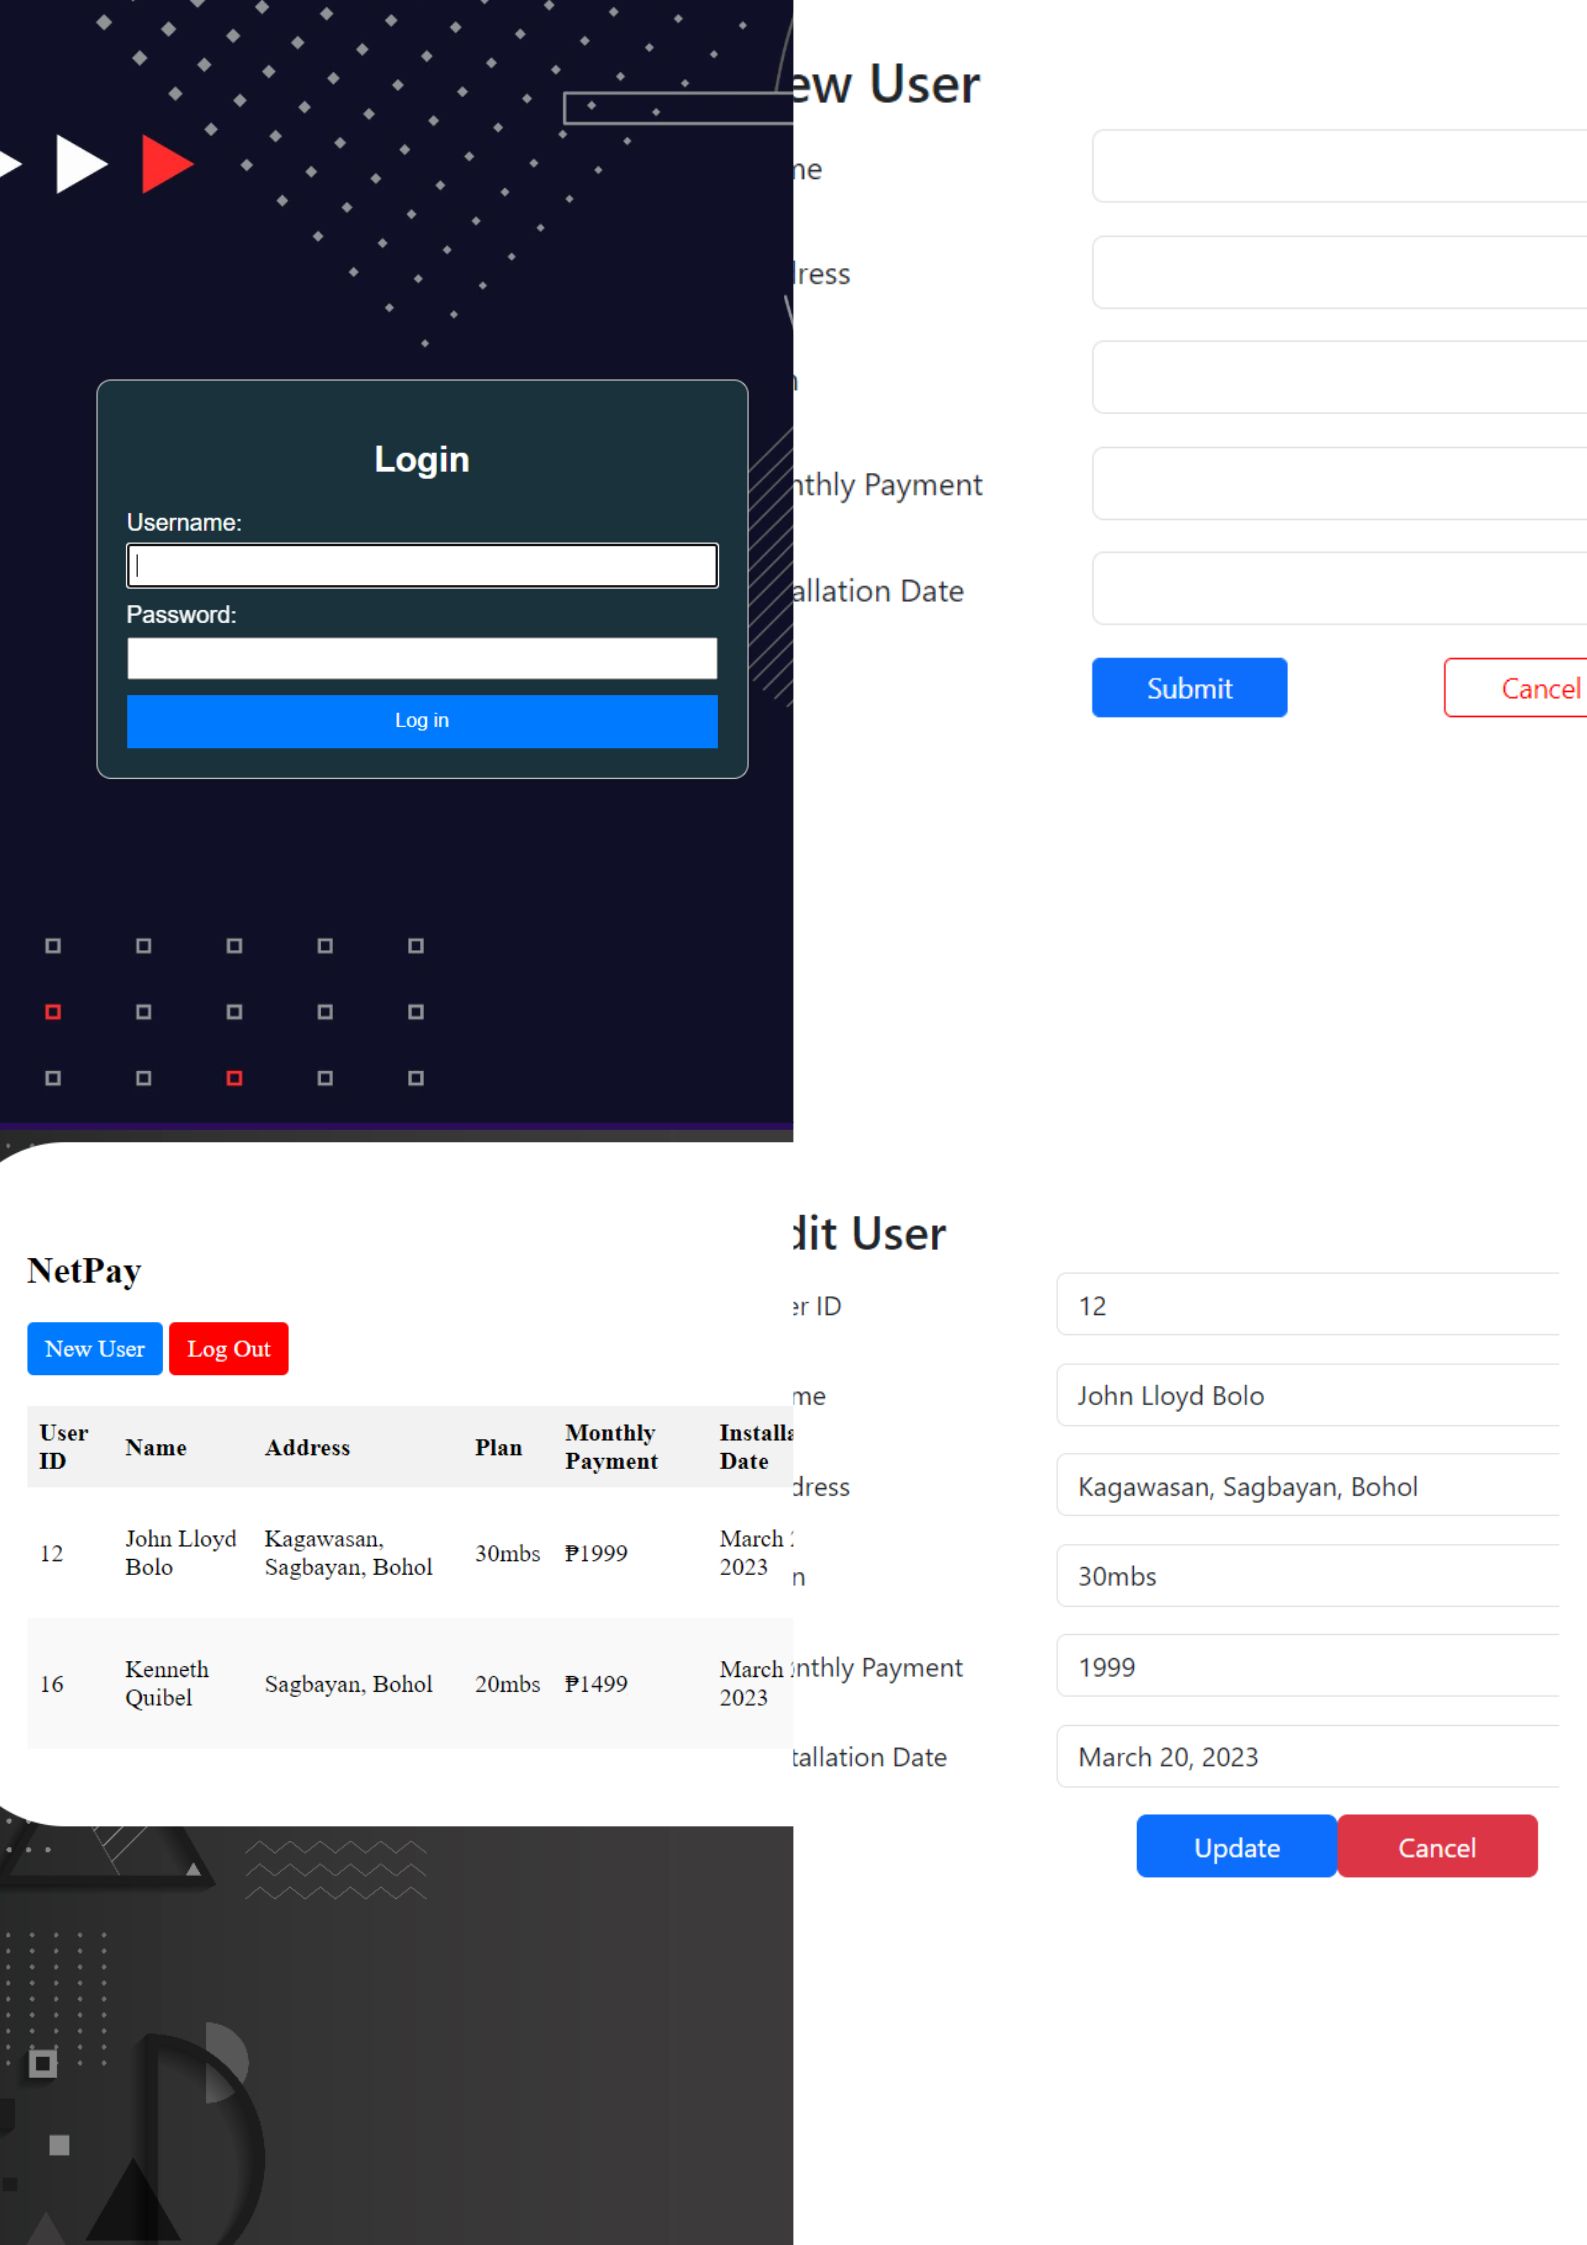 Login
Username:
Password:
Log in
ew User
me
ress
nthly Payment
allation Date
Submit
Cancel
NetPay
New User
Log Out
User ID
Name
Address
Plan
Monthly Payment
Installa
Date
12
John Lloyd Bolo
Kagawasan, Sagbayan, Bohol
30mbs
₱1999
March
2023
16
Kenneth Quibel
Sagbayan, Bohol
20mbs
₱1499
March
2023
dit User
er ID
12
me
John Lloyd Bolo
dress
Kagawasan, Sagbayan, Bohol
n
30mbs
nthly Payment
1999
tallation Date
March 20, 2023
Update
Cancel